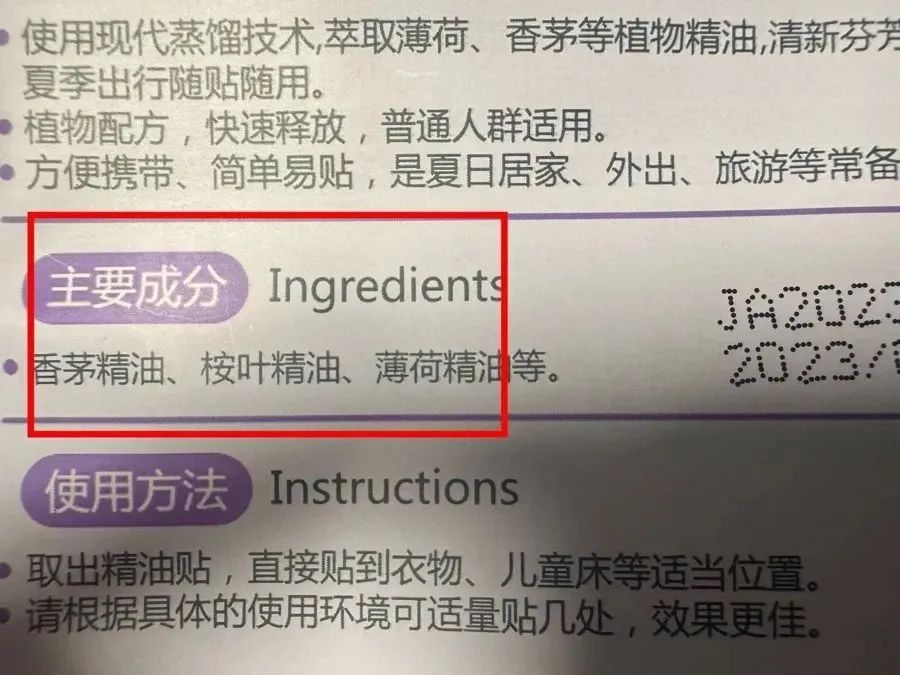 使用现代蒸馏技术,萃取薄荷、香茅等植物精油,清新芬芳
夏季出行随贴随用。
植物配方，快速释放，普通人群适用。
方便携带、简单易贴，是夏日居家、外出、旅游等常备
主要成分 Ingredients
JA2023
香茅精油、桉叶精油、薄荷精油等。
2023/
使用方法 Instructions
取出精油贴，直接贴到衣物、儿童床等适当位置。
请根据具体的使用环境可适量贴几处，效果更佳。